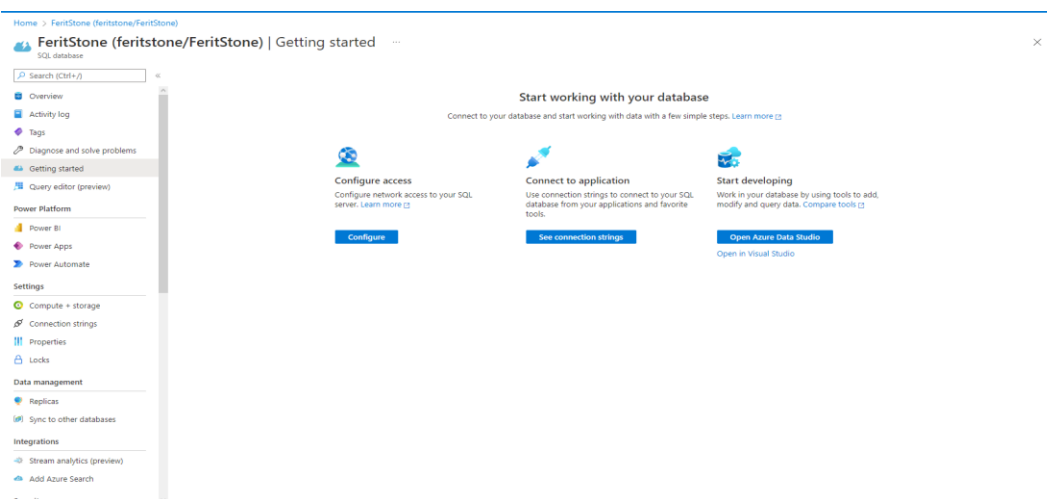 Home > FeritStone (feritstone/FeritStone)
FeritStone (feritstone/FeritStone) | Getting started ...
SQL database
Search (Ctrl+/)
Overview
Activity log
Tags
Diagnose and solve problems
Getting started
Query editor (preview)
Power Platform
Power BI
Power Apps
Power Automate
Settings
Compute + storage
Connection strings
Properties
Locks
Data management
Replicas
Sync to other databases
Integrations
Stream analytics (preview)
Add Azure Search
Start working with your database
Connect to your database and start working with data with a few simple steps. Learn more
Configure access
Configure network access to your SQL
server. Learn more
Configure
Connect to application
Use connection strings to connect to your SQL
database from your applications and favorite
tools.
See connection strings
Start developing
Work in your database by using tools to add,
modify and query data. Compare tools
Open Azure Data Studio
Open in Visual Studio